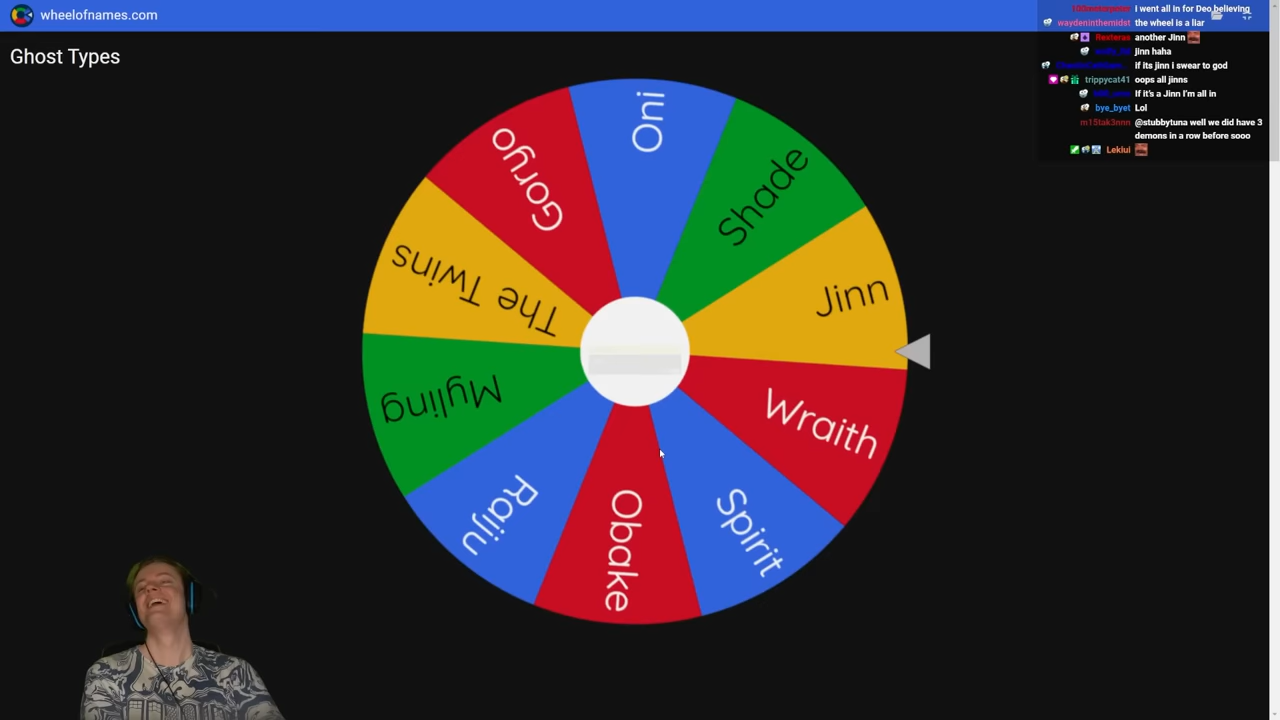 wheelofnames.com
Ghost Types
Oni
Shade
Jinn
Wraith
Spirit
Obake
Raiju
Myling
The Twins
Goryo
i went all in for Deo believing
waydeninthemidst the wheel is a liar
Resterae another Jinn
jinn haha
if its jinn i swear to god
trippycat41 oops all jinns
If it's a Jinn I'm all in
bye_byet Lol
m15tak3nnn @stubbytuna well we did have 3
demons in a row before sooo
Lekiui